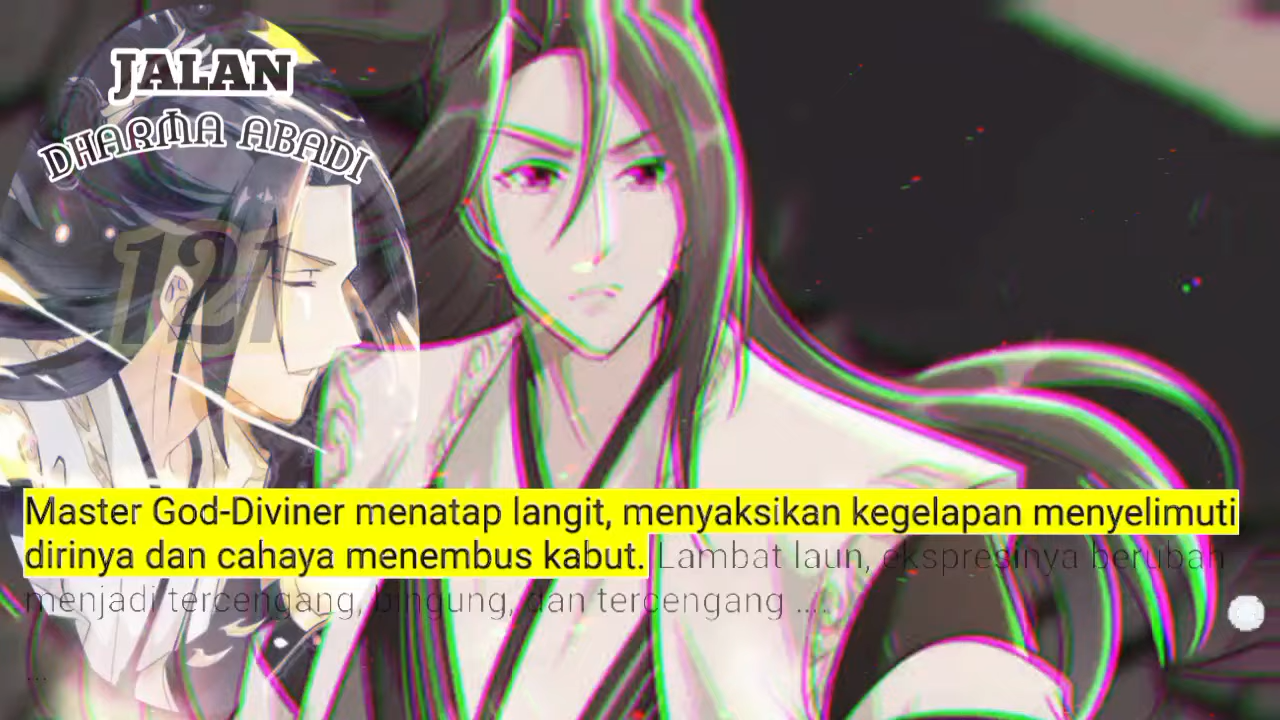 JALAN
DHARMA ABADI
121
Master God-Diviner menatap langit, menyaksikan kegelapan menyelimuti
dirinya dan cahaya menembus kabut. Lambat laun, ekspresinya berubah
menjadi tercengang, bingung, dan tercengang ....
...